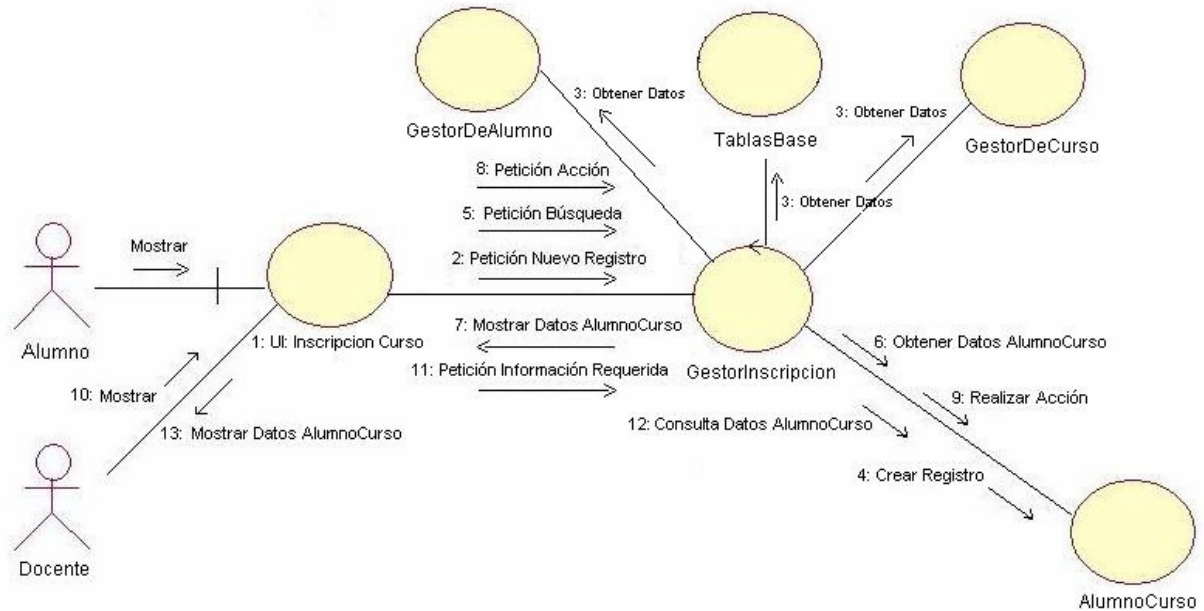 3: Obtener Datos
GestorDeAlumno
TablasBase
3: Obtener Datos
GestorDeCurso
8: Petición Acción
5: Petición Búsqueda
3: Obtener Datos
Mostrar
2: Petición Nuevo Registro
Alumno
1: UI: Inscripcion Curso
7: Mostrar Datos AlumnoCurso
6: Obtener Datos AlumnoCurso
11: Petición Información Requerida
GestorInscripcion
10: Mostrar
9: Realizar Acción
13: Mostrar Datos AlumnoCurso
12: Consulta Datos AlumnoCurso
4: Crear Registro
Docente
AlumnoCurso